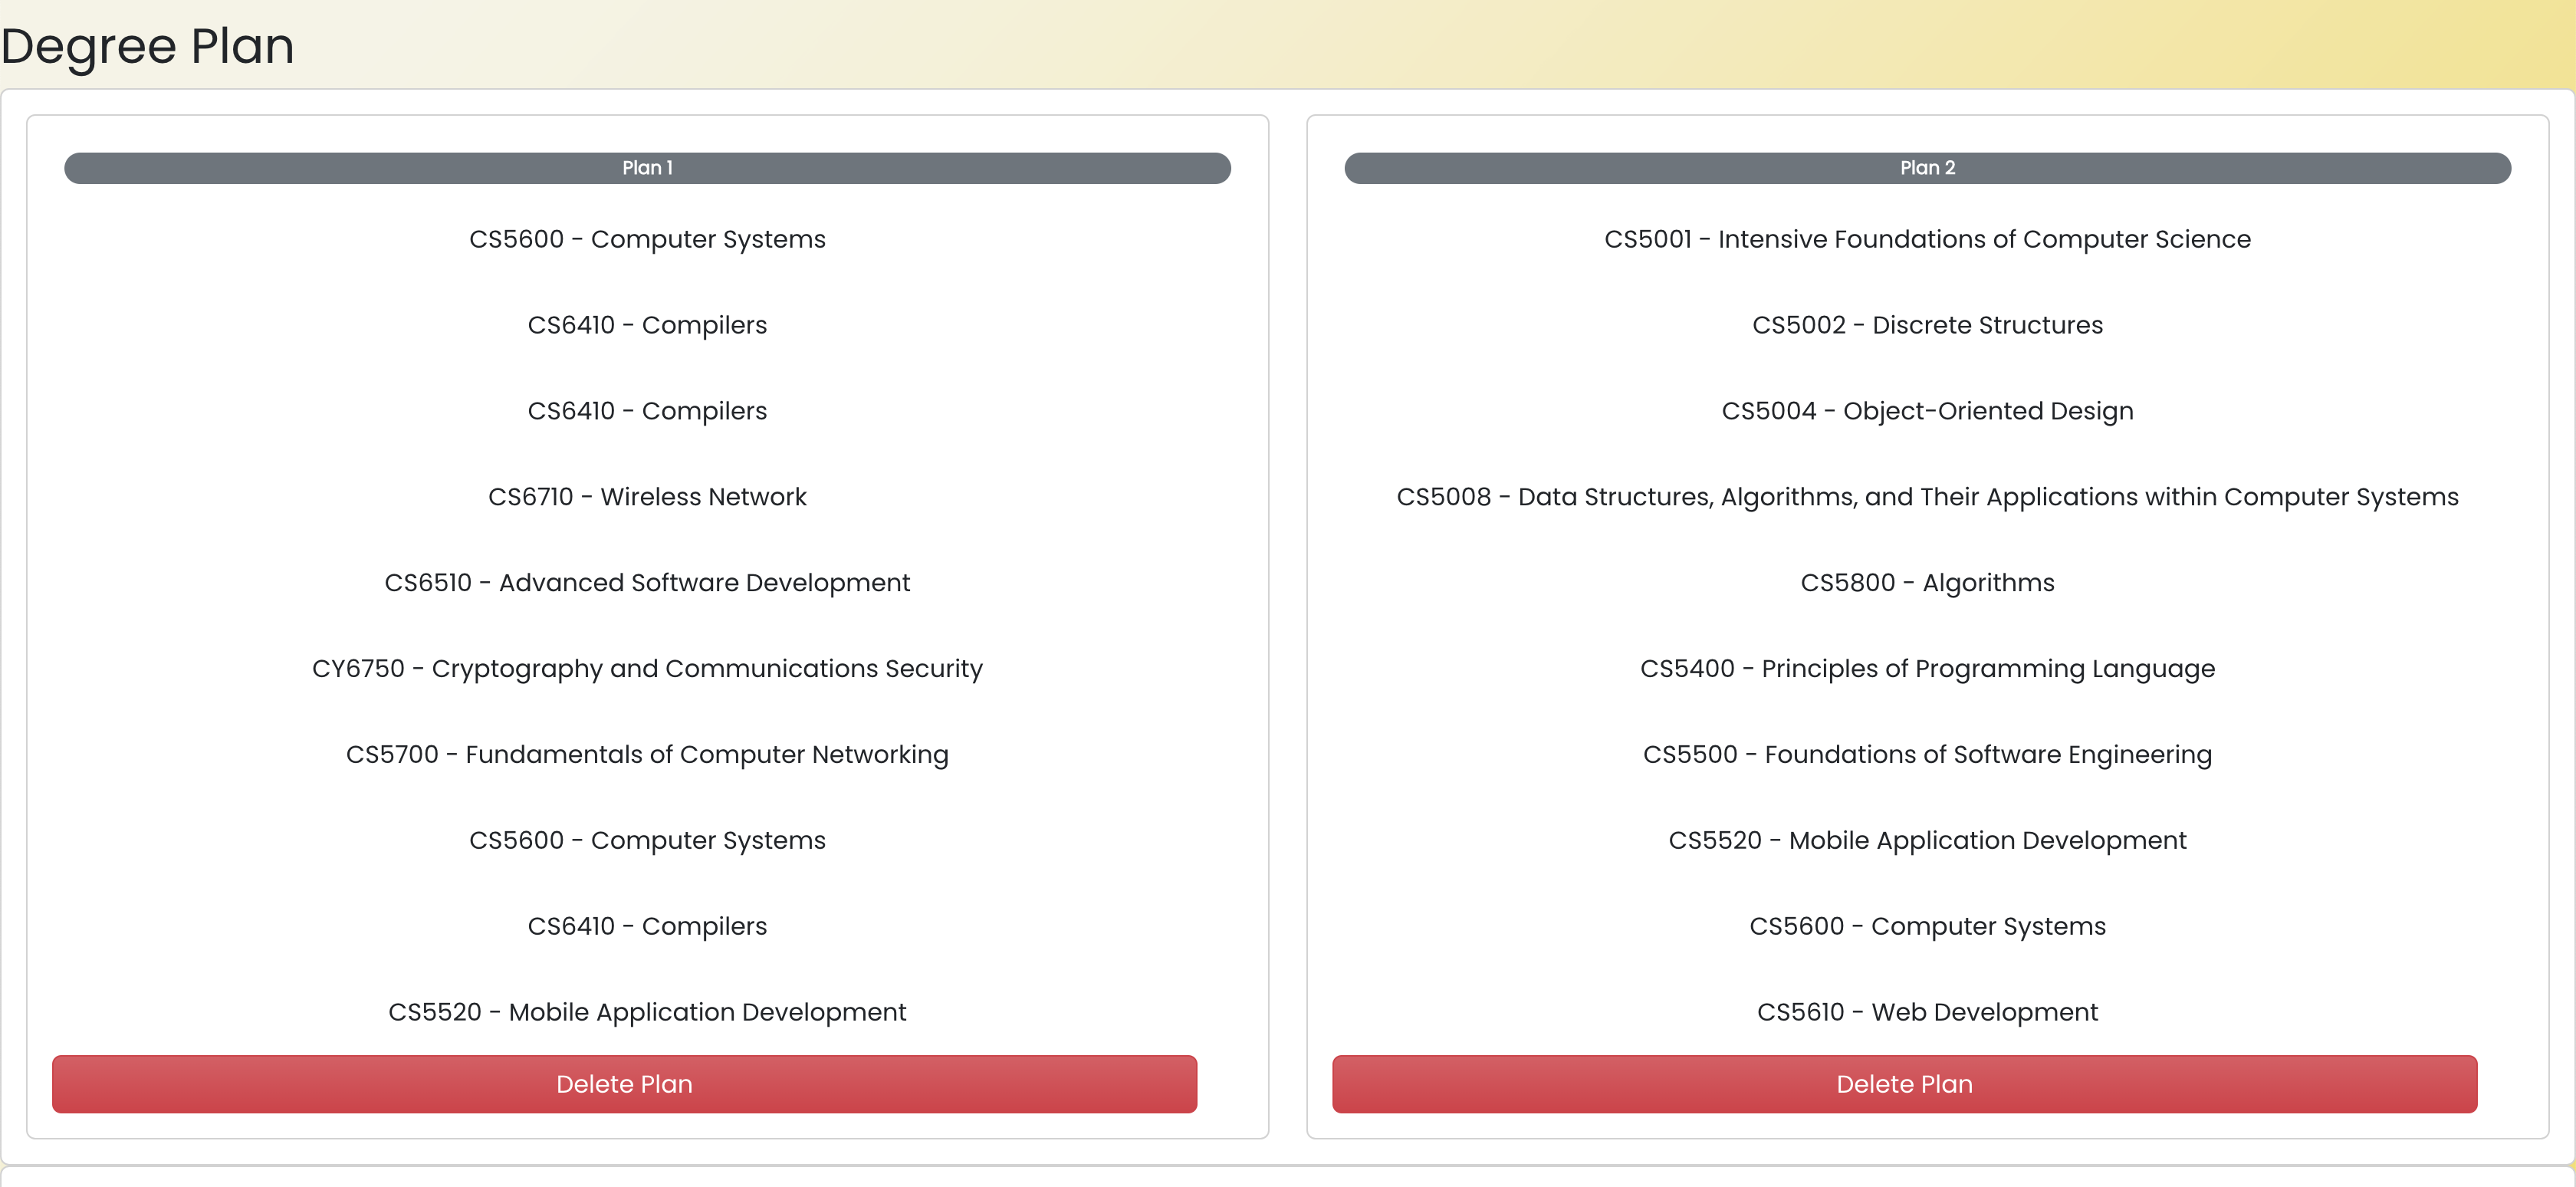 Degree Plan
Plan 1
CS5600 - Computer Systems
CS6410 - Compilers
CS6410 - Compilers
CS6710 - Wireless Network
CS6510 - Advanced Software Development
CY6750 - Cryptography and Communications Security
CS5700 - Fundamentals of Computer Networking
CS5600 - Computer Systems
CS6410 - Compilers
CS5520 - Mobile Application Development
Delete Plan
Plan 2
CS5001 - Intensive Foundations of Computer Science
CS5002 - Discrete Structures
CS5004 - Object-Oriented Design
CS5008 - Data Structures, Algorithms, and Their Applications within Computer Systems
CS5800 - Algorithms
CS5400 - Principles of Programming Language
CS5500 - Foundations of Software Engineering
CS5520 - Mobile Application Development
CS5600 - Computer Systems
CS5610 - Web Development
Delete Plan